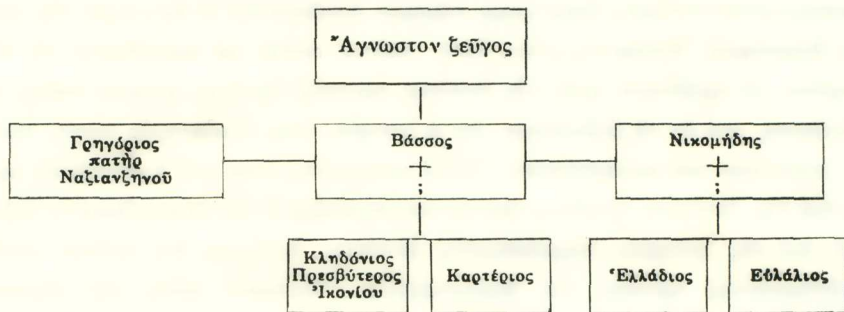 Ἄγνωστον ζεῦγος
Γρηγόριος
πατὴρ
Ναζιανζηνοῦ
Βάσσος
+
;
Νικομήδης
+
;
Κληδόνιος
Πρεσβύτερος
Ἰκονίου
Καρτέριος
Ἑλλάδιος
Εὐλάλιος